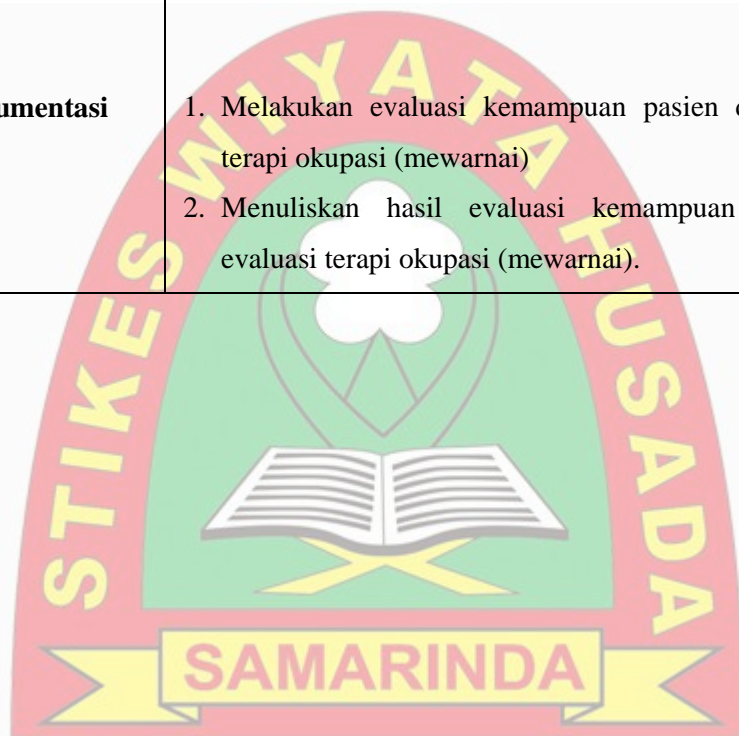 umentasi
1. Melakukan evaluasi kemampuan pasien
terapi okupasi (mewarnai)
2. Menuliskan hasil evaluasi kemampuan
evaluasi terapi okupasi (mewarnai).
STIKES WIYATA HUSADA
SAMARINDA